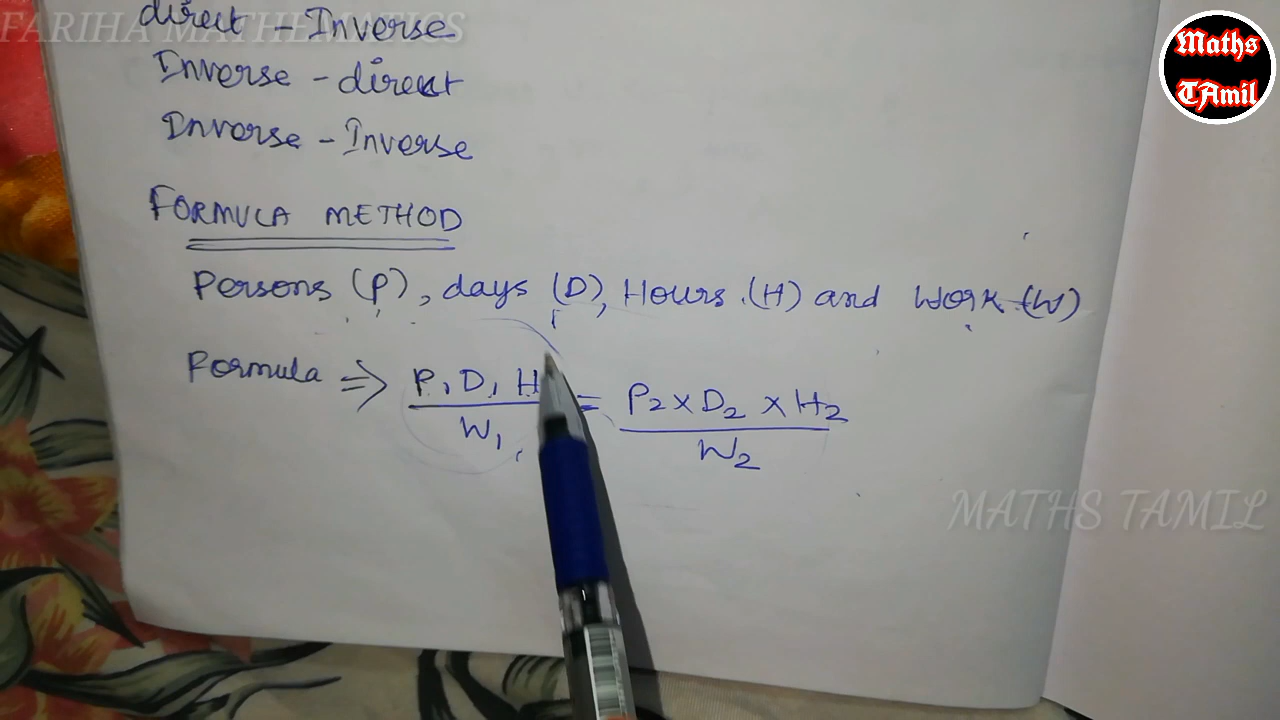 FARIHA MATHEMATICS
direct - Inverse
Inverse - direct
Inverse - Inverse
FORMULA METHOD
Persons (P), days (D), Hours (H) and Work (W)
Formula ⇒ P1 D1 H = P2 × D2 × H2
W1 W2
Maths
TAmil
MATHS TAMIL